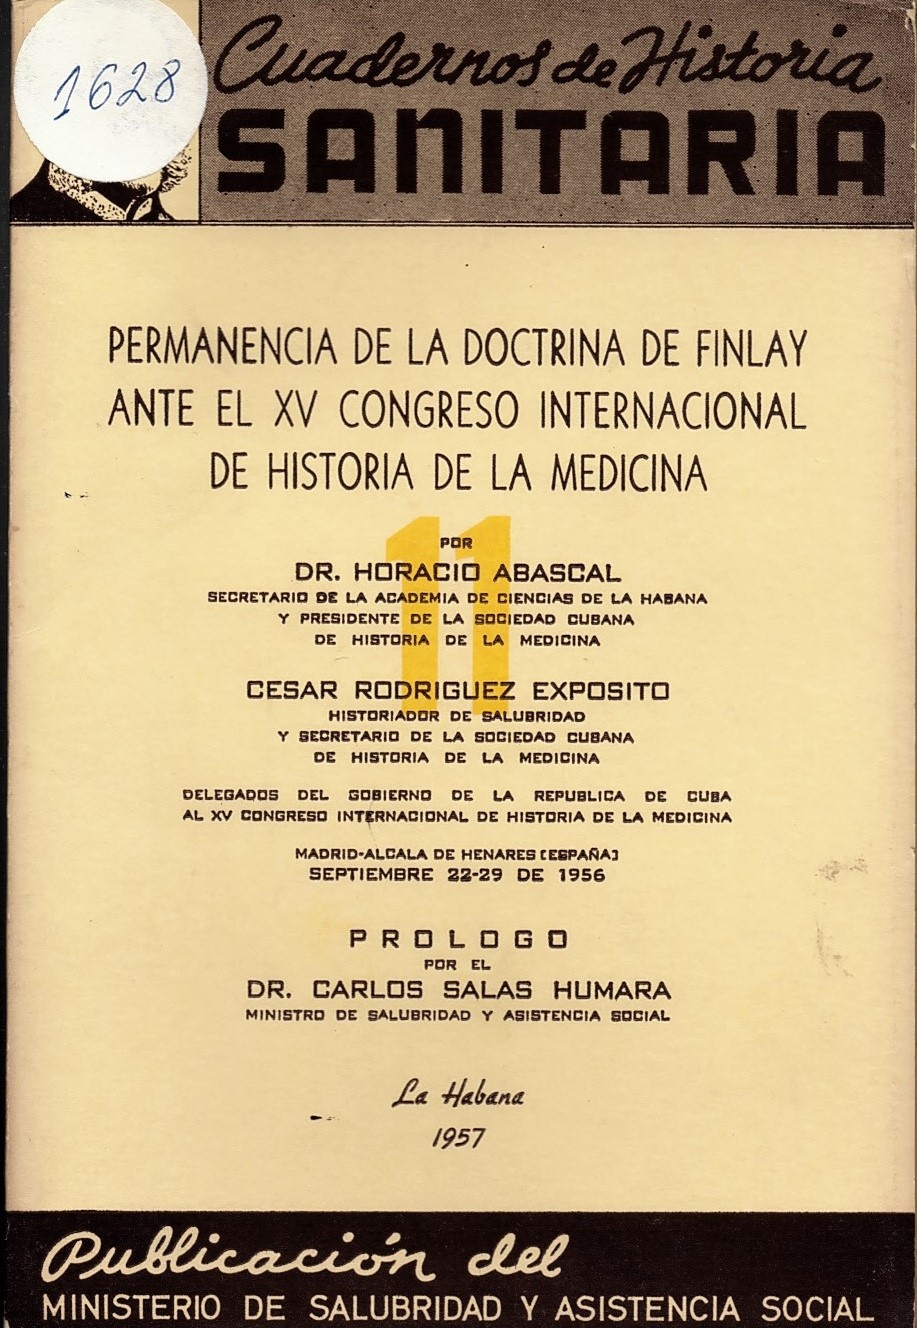 1628
Cuadernos de Historia
SANITARIA
PERMANENCIA DE LA DOCTRINA DE FINLAY
ANTE EL XV CONGRESO INTERNACIONAL
DE HISTORIA DE LA MEDICINA
11
POR
DR. HORACIO ABASCAL
SECRETARIO DE LA ACADEMIA DE CIENCIAS DE LA HABANA
Y PRESIDENTE DE LA SOCIEDAD CUBANA
DE HISTORIA DE LA MEDICINA
CESAR RODRIGUEZ EXPOSITO
HISTORIADOR DE SALUBRIDAD
Y SECRETARIO DE LA SOCIEDAD CUBANA
DE HISTORIA DE LA MEDICINA
DELEGADOS DEL GOBIERNO DE LA REPUBLICA DE CUBA
AL XV CONGRESO INTERNACIONAL DE HISTORIA DE LA MEDICINA
MADRID-ALCALA DE HENARES (ESPAÑA)
SEPTIEMBRE 22-29 DE 1956
PROLOGO
POR EL
DR. CARLOS SALAS HUMARA
MINISTRO DE SALUBRIDAD Y ASISTENCIA SOCIAL
La Habana
1957
Publicación del
MINISTERIO DE SALUBRIDAD Y ASISTENCIA SOCIAL